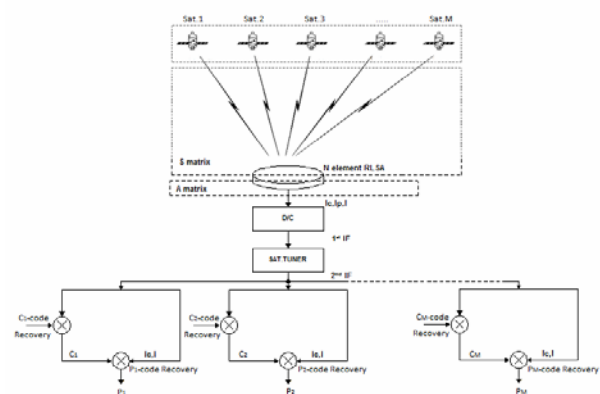 Sat.1 Sat.2 Sat.3 ..... Sat.M
S matrix
N element RLSA
A matrix
Ic,Ip,I
D/C
1st IF
SAT TUNER
2nd IF
C1-code Recovery
C1
Ic,I
P1-code Recovery
P1
C2-code Recovery
C2
Ic,I
P2-code Recovery
P2
CM-code Recovery
CM
Ic,I
PM-code Recovery
PM